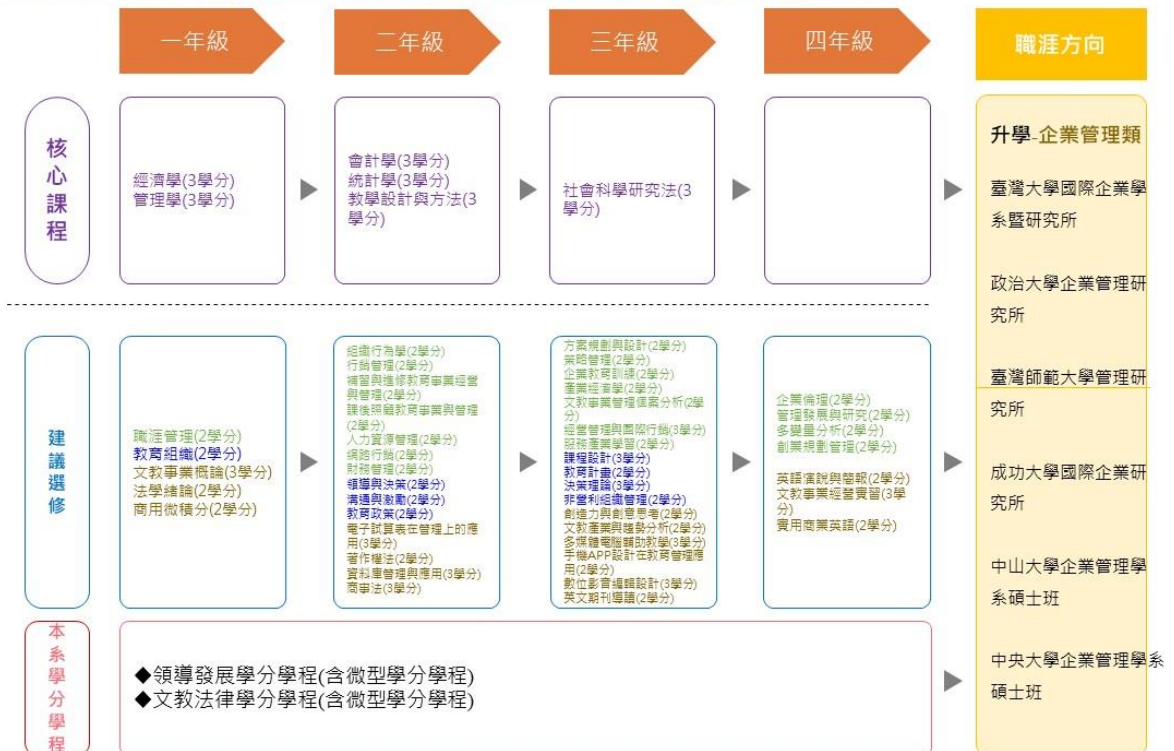 一年級
二年級
三年級
四年級
職涯方向
核
心
課
程
經濟學(3學分)
管理學(3學分)
會計學(3學分)
統計學(3學分)
教學設計與方法(3
學分)
社會科學研究法(3
學分)
建
議
選
修
職涯管理(2學分)
教育組織(2學分)
文教事業概論(3學分)
法學緒論(2學分)
商用微積分(2學分)
組織行為學(2學分)
行銷管理(2學分)
補習與進修教育事業經營
與管理(2學分)
課後照顧教育事業與管理
(2學分)
人力資源管理(2學分)
網路行銷(2學分)
財務管理(2學分)
領導與決策(2學分)
溝通與激勵(2學分)
教育政策(2學分)
電子試算表在管理上的應
用(3學分)
著作權法(2學分)
資料庫管理與應用(3學分)
商事法(3學分)
方案規劃與設計(2學分)
策略管理(2學分)
企業教育訓練(2學分)
產業經濟學(2學分)
文教事業管理個案分析(2學
分)
經營管理與國際行銷(3學分)
服務產業學習(2學分)
課程設計(3學分)
教育計畫(2學分)
決策理論(3學分)
非營利組織管理(2學分)
創造力與創意思考(2學分)
文教產業與趨勢分析(2學分)
多媒體電腦輔助教學(3學分)
手機APP設計在教育管理應
用(2學分)
數位影音編輯設計(3學分)
英文期刊導讀(2學分)
企業倫理(2學分)
管理發展與研究(2學分)
多變量分析(2學分)
創業規劃管理(2學分)
英語演說與簡報(2學分)
文教事業經營實習(3學
分)
實用商業英語(2學分)
本
系
學
分
學
程
◆領導發展學分學程(含微型學分學程)
◆文教法律學分學程(含微型學分學程)
升學-企業管理類
臺灣大學國際企業學
系暨研究所
政治大學企業管理研
究所
臺灣師範大學管理研
究所
成功大學國際企業研
究所
中山大學企業管理學
系碩士班
中央大學企業管理學系
碩士班